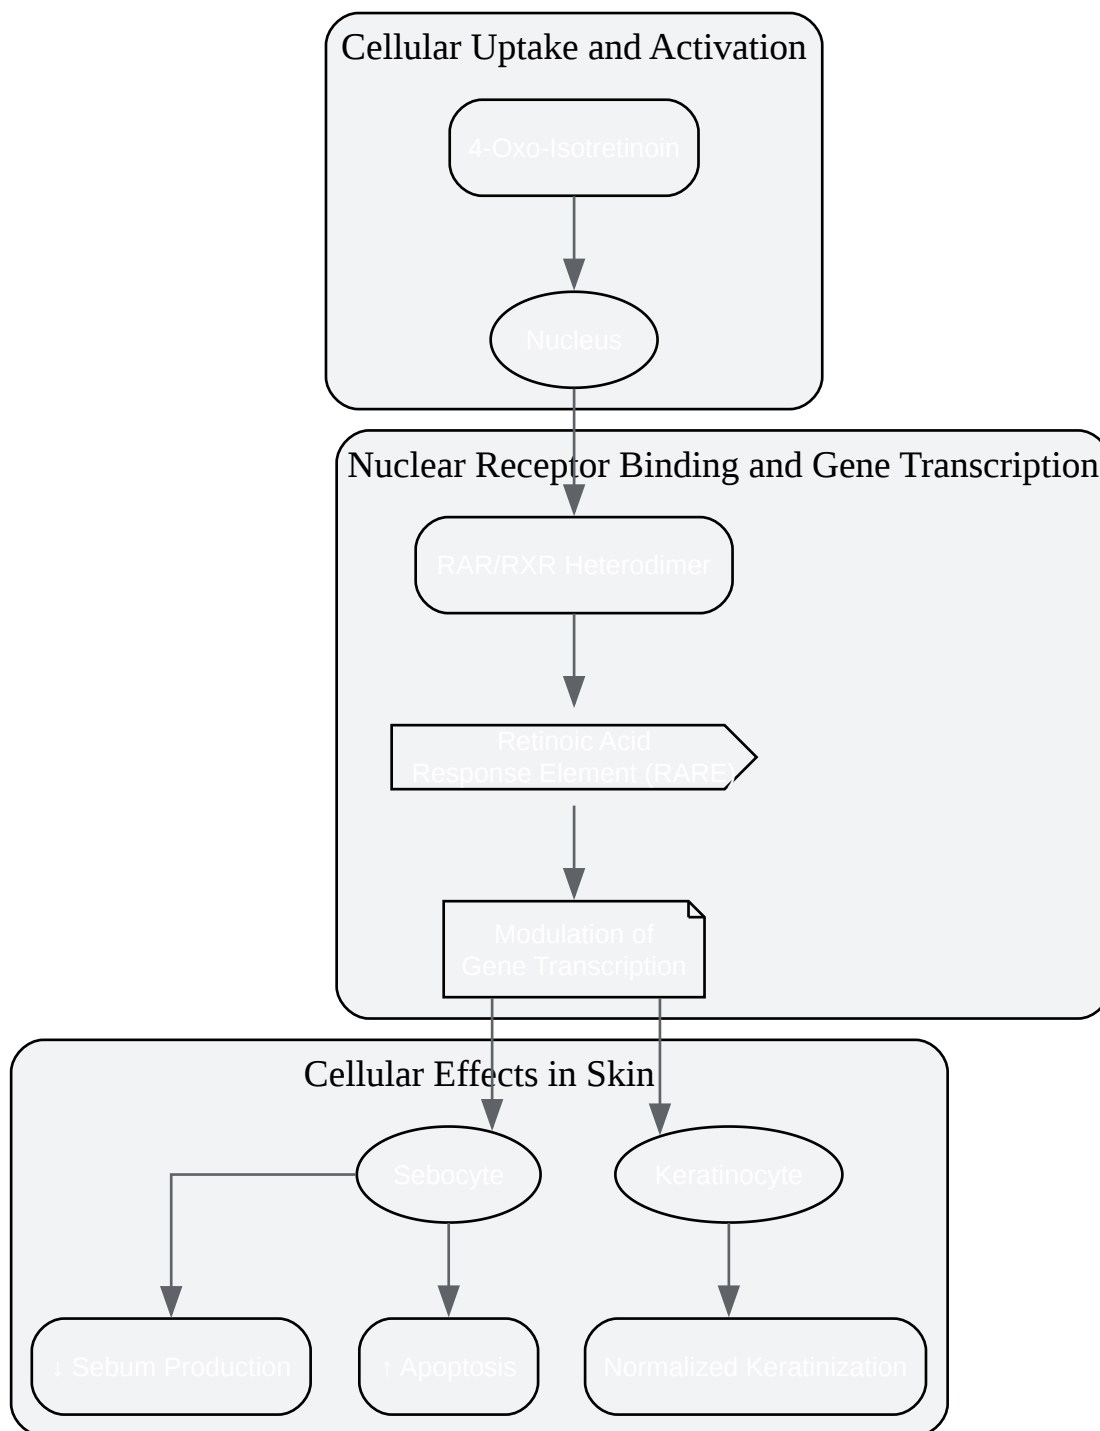 Cellular Uptake and Activation
4-Oxo-Isotretinoin
Nucleus
Nuclear Receptor Binding and Gene Transcription
RAR/RXR Heterodimer
Retinoic Acid
Response Element (RARE)
Modulation of
Gene Transcription
Cellular Effects in Skin
Sebocyte
Keratinocyte
↓ Sebum Production
↑ Apoptosis
Normalized Keratinization